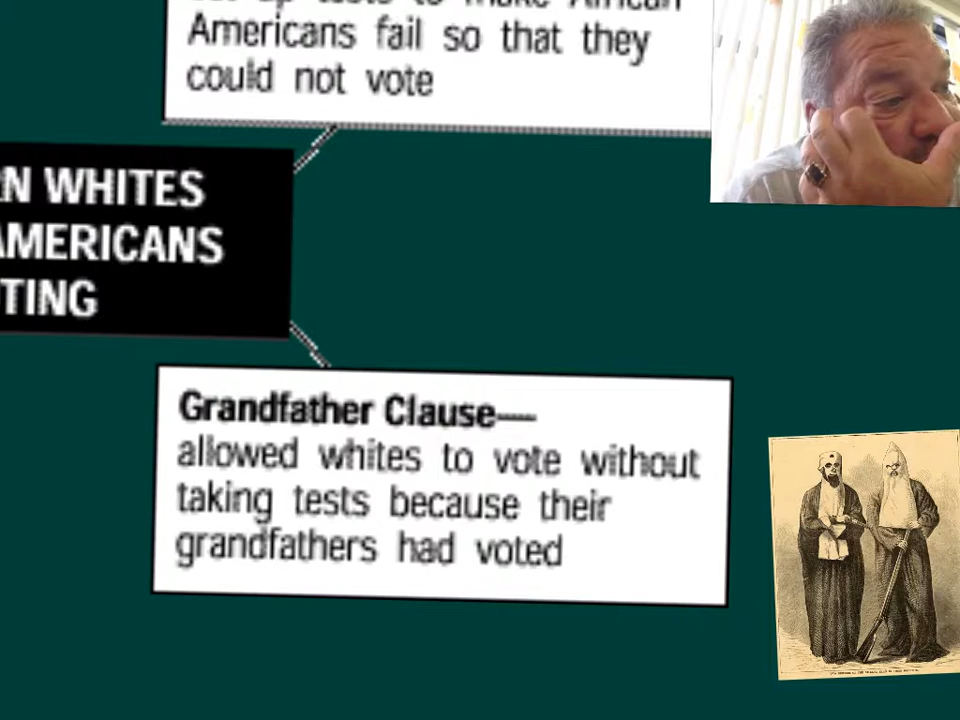 Americans fail so that they
could not vote
N WHITES
AMERICANS
TING
Grandfather Clause—
allowed whites to vote without
taking tests because their
grandfathers had voted